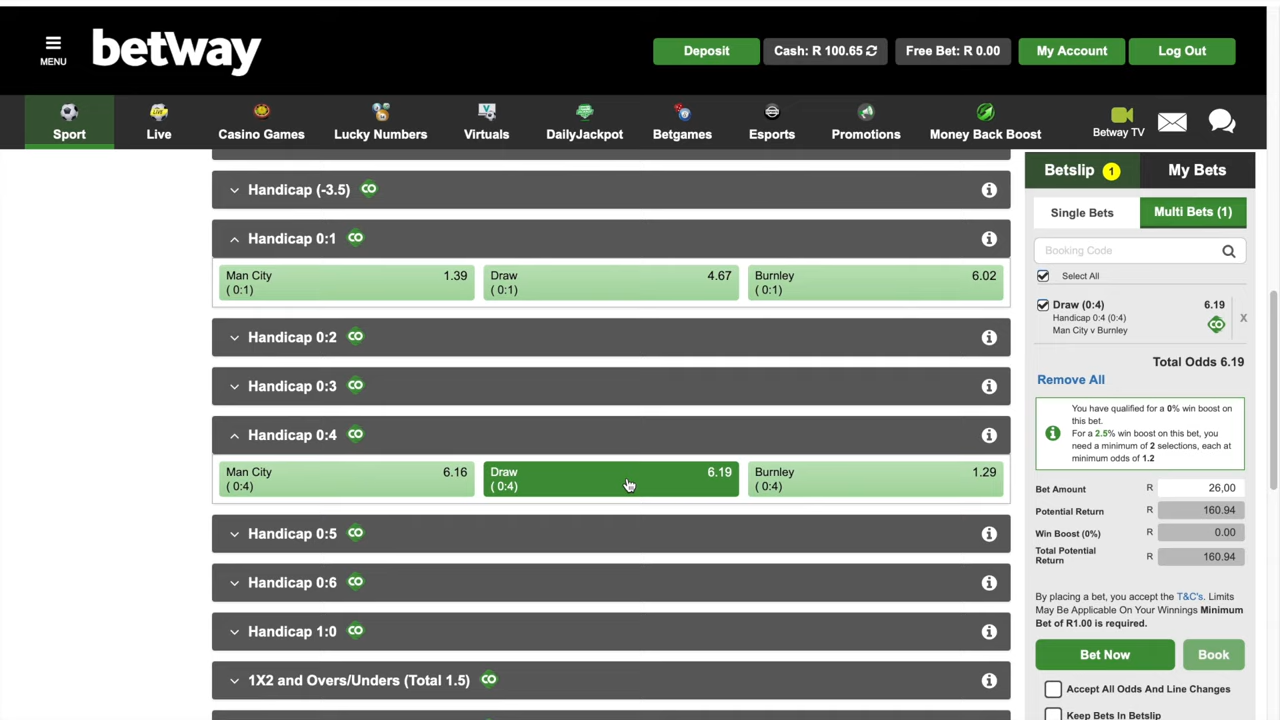 MENU
betway
Deposit
Cash: R 100.65
Free Bet: R 0.00
My Account
Log Out
Sport
Live
Casino Games
Lucky Numbers
Virtuals
DailyJackpot
Betgames
Esports
Promotions
Money Back Boost
Betway TV
Handicap (-3.5) CO
Handicap 0:1 CO
Man City 1.39
( 0:1)
Draw 4.67
( 0:1)
Burnley 6.02
( 0:1)
Handicap 0:2 CO
Handicap 0:3 CO
Handicap 0:4 CO
Man City 6.16
( 0:4)
Draw 6.19
( 0:4)
Burnley 1.29
( 0:4)
Handicap 0:5 CO
Handicap 0:6 CO
Handicap 1:0 CO
1X2 and Overs/Unders (Total 1.5) CO
Betslip 1
My Bets
Single Bets
Multi Bets (1)
Booking Code
Select All
Draw (0:4) 6.19
Handicap 0:4 (0:4)
CO
Man City v Burnley
X
Total Odds 6.19
Remove All
You have qualified for a 0% win boost on
this bet.
For a 2.5% win boost on this bet, you
need a minimum of 2 selections, each at
minimum odds of 1.2
Bet Amount R 26,00
Potential Return R 160.94
Win Boost (0%) R 0.00
Total Potential
Return R 160.94
By placing a bet, you accept the T&C's. Limits
May Be Applicable On Your Winnings Minimum
Bet of R1.00 is required.
Bet Now
Book
Accept All Odds And Line Changes
Keep Bets In Betslip